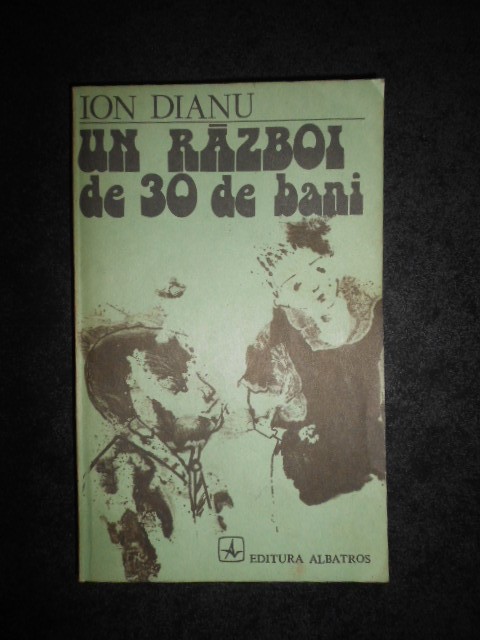 ION DIANU
UN RĂZBOI
de 30 de bani
EDITURA ALBATROS